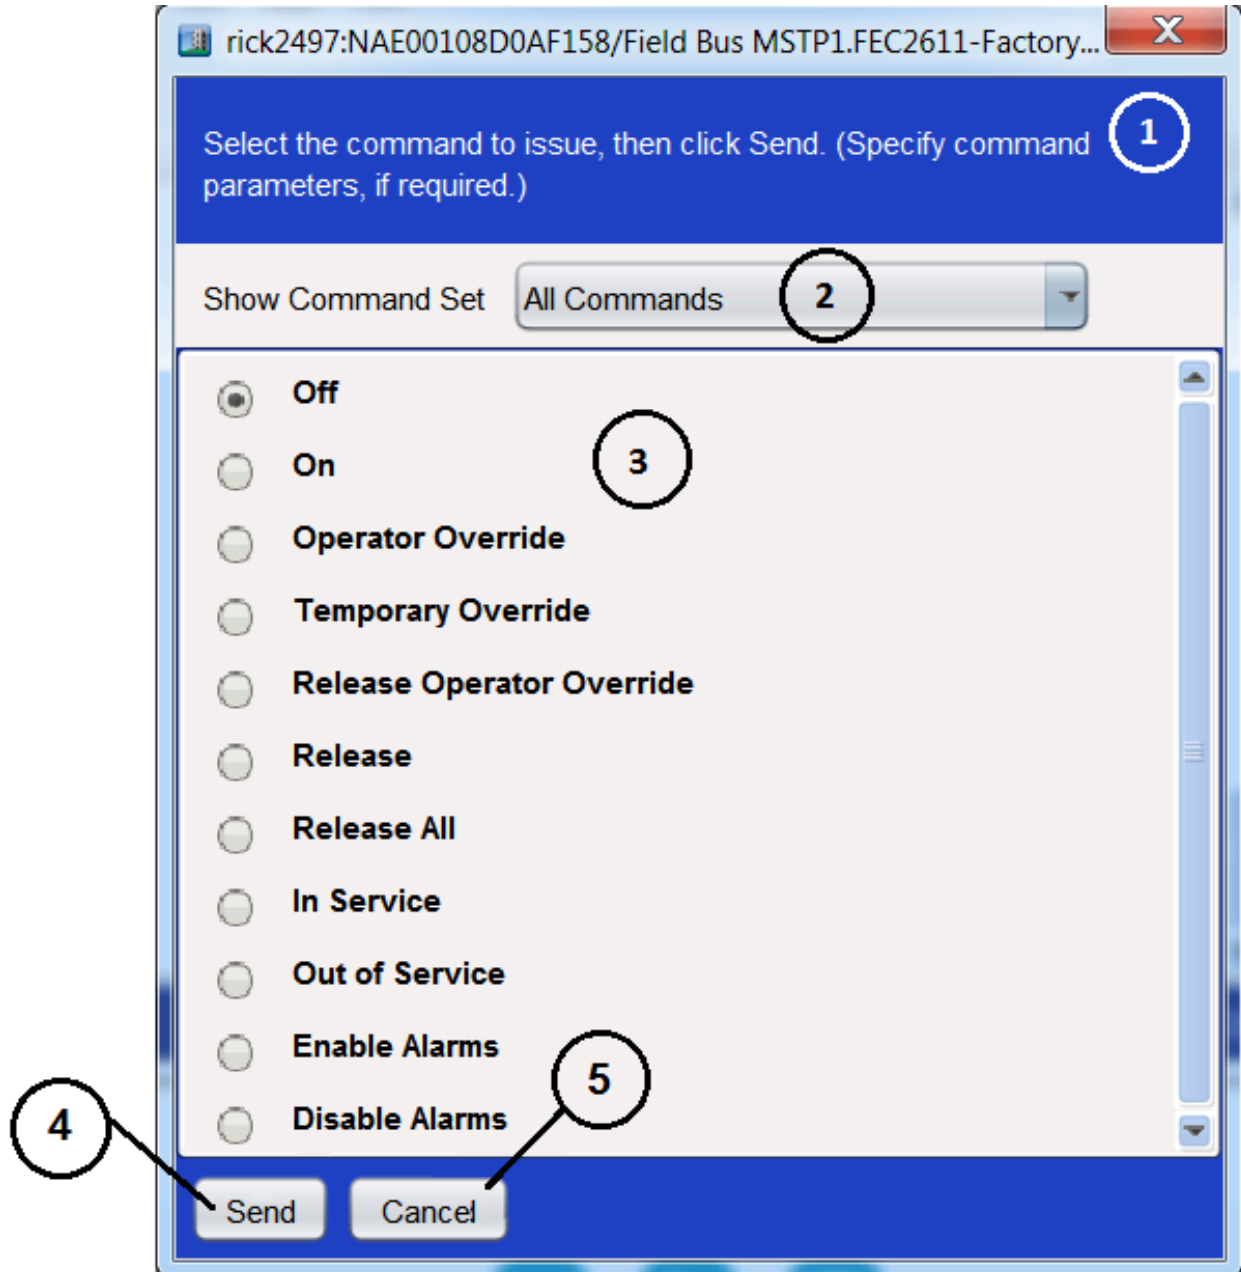 rick2497:NAE00108D0AF158/Field Bus MSTP1.FEC2611-Factory...
X
Select the command to issue, then click Send. (Specify command
parameters, if required.)
1
Show Command Set All Commands
2
Off
On
3
Operator Override
Temporary Override
Release Operator Override
Release
Release All
In Service
Out of Service
Enable Alarms
Disable Alarms
5
4
Send Cancel